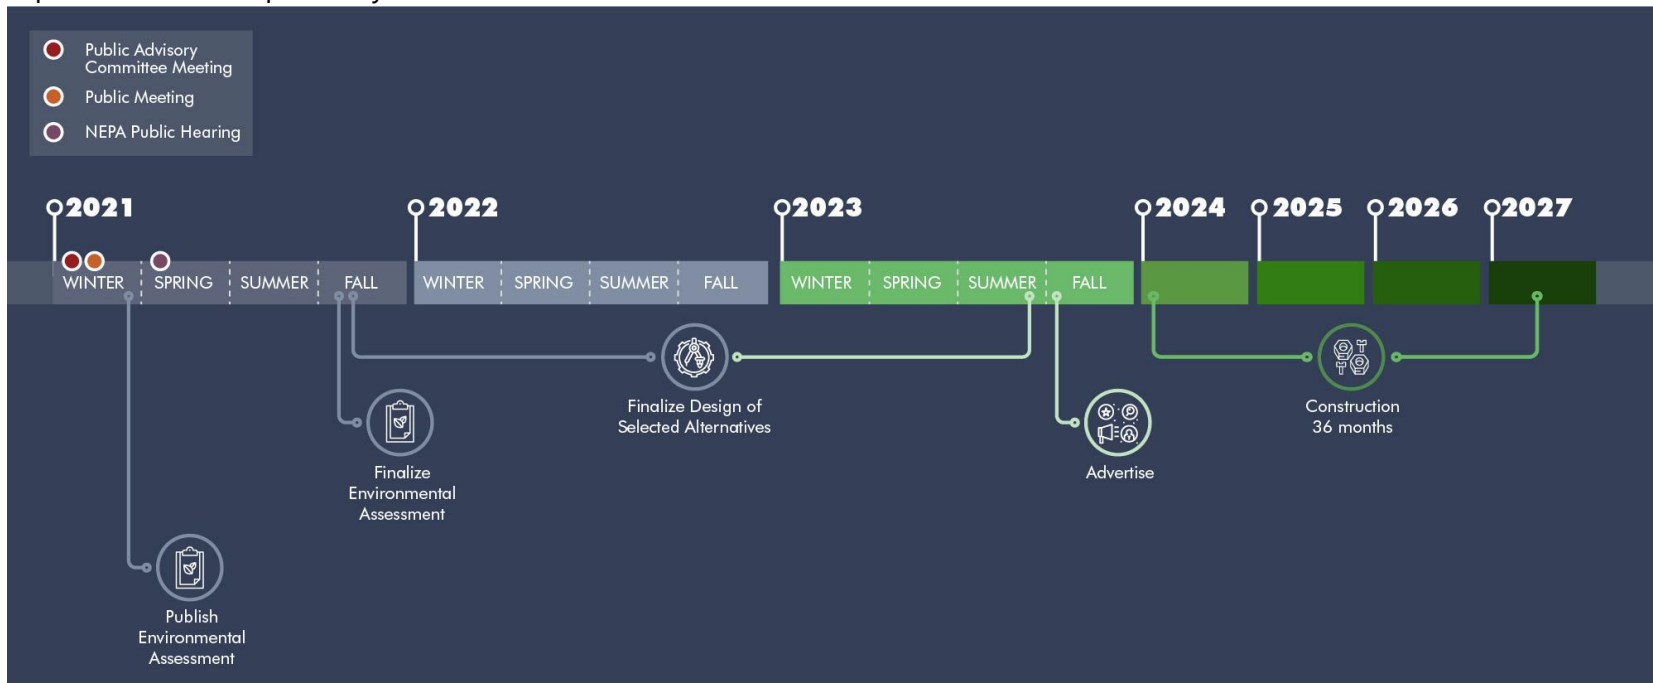 Public Advisory
Committee Meeting
Public Meeting
NEPA Public Hearing
2021
2022
2023
2024
2025
2026
2027
WINTER
SPRING
SUMMER
FALL
WINTER
SPRING
SUMMER
FALL
WINTER
SPRING
SUMMER
FALL
Finalize Design of
Selected Alternatives
Construction
36 months
Finalize
Environmental
Assessment
Advertise
Publish
Environmental
Assessment